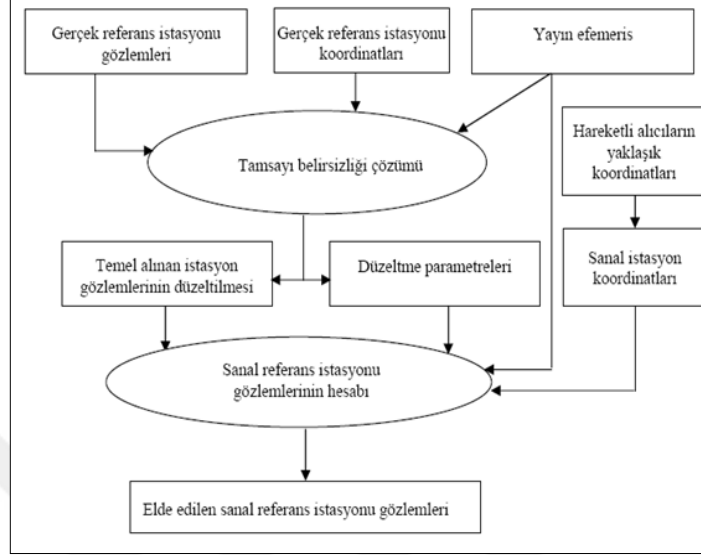 Gerçek referans istasyonu
gözlemleri
Gerçek referans istasyonu
koordinatları
Yayın efemeris
Hareketli alıcıların
yaklaşık
koordinatları
Tamsayı belirsizliği çözümü
Temel alınan istasyon
gözlemlerinin düzeltilmesi
Düzeltme parametreleri
Sanal istasyon
koordinatları
Sanal referans istasyonu
gözlemlerinin hesabı
Elde edilen sanal referans istasyonu gözlemleri